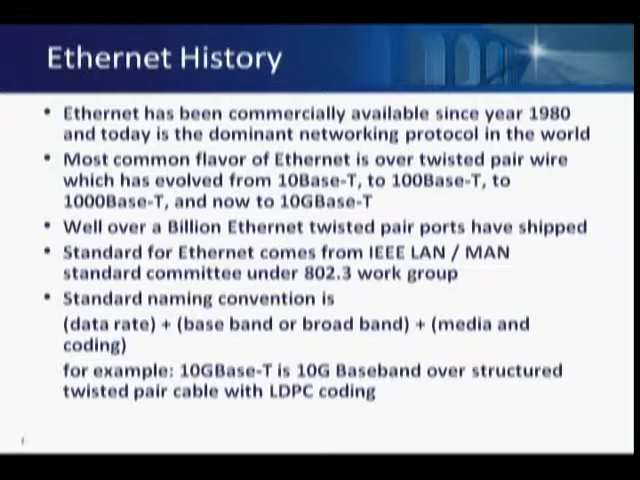 Ethernet History
• Ethernet has been commercially available since year 1980
and today is the dominant networking protocol in the world
• Most common flavor of Ethernet is over twisted pair wire
which has evolved from 10Base-T, to 100Base-T, to
1000Base-T, and now to 10GBase-T
• Well over a Billion Ethernet twisted pair ports have shipped
• Standard for Ethernet comes from IEEE LAN / MAN
standard committee under 802.3 work group
• Standard naming convention is
(data rate) + (base band or broad band) + (media and
coding)
for example: 10GBase-T is 10G Baseband over structured
twisted pair cable with LDPC coding